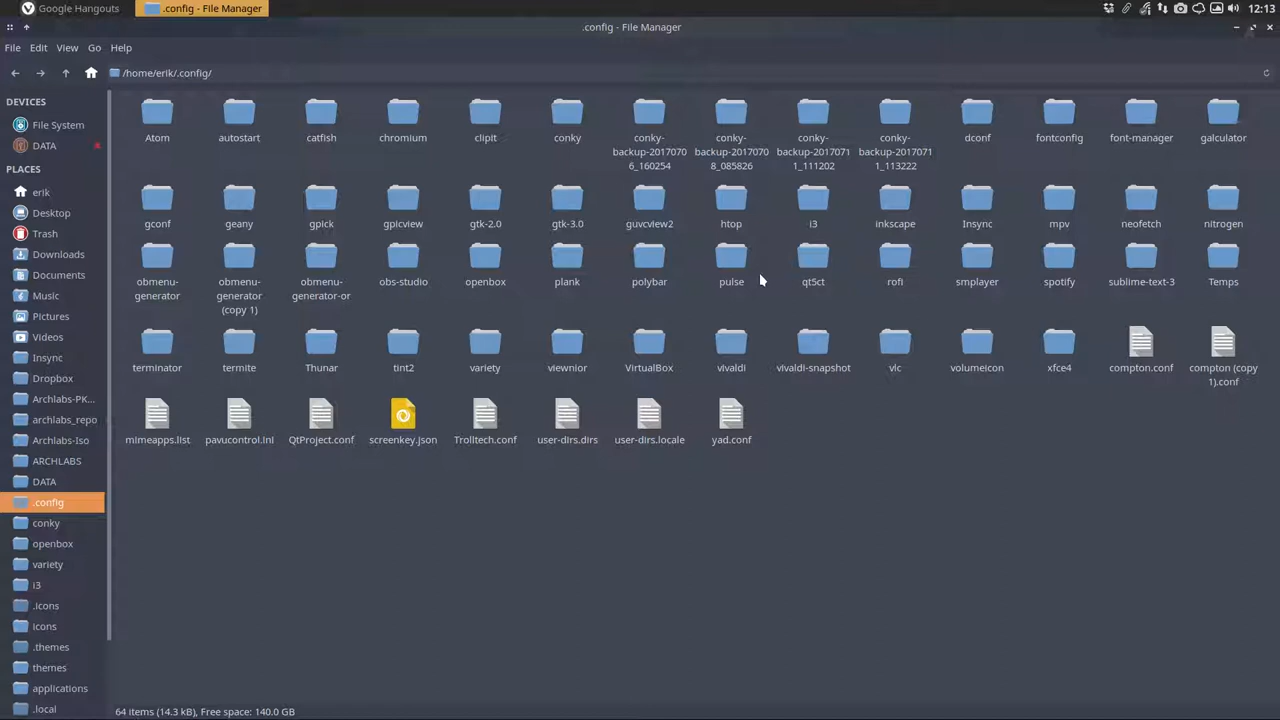 Google Hangouts
.config - File Manager
12:13
.config - File Manager
File Edit View Go Help
/home/erik/.config/
DEVICES
File System
DATA
PLACES
erik
Desktop
Trash
Downloads
Documents
Music
Pictures
Videos
Insync
Dropbox
Archlabs-PK...
archlabs_repo
Archlabs-Iso
ARCHLABS
DATA
.config
conky
openbox
variety
i3
.icons
icons
.themes
themes
applications
.local
Atom
autostart
catfish
chromium
clipit
conky
conky-
backup-2017070
6_160254
conky-
backup-2017070
8_085826
conky-
backup-2017071
1_111202
conky-
backup-2017071
1_113222
dconf
fontconfig
font-manager
galculator
gconf
geany
gpick
gpicview
gtk-2.0
gtk-3.0
guvcview2
htop
i3
inkscape
Insync
mpv
neofetch
nitrogen
obmenu-
generator
obmenu-
generator
(copy 1)
obmenu-
generator-or
obs-studio
openbox
plank
polybar
pulse
qt5ct
rofi
smplayer
spotify
sublime-text-3
Temps
terminator
termite
Thunar
tint2
variety
viewnior
VirtualBox
vivaldi
vivaldi-snapshot
vlc
volumeicon
xfce4
compton.conf
compton (copy
1).conf
mimeapps.list
pavucontrol.ini
QtProject.conf
screenkey.json
Trolltech.conf
user-dirs.dirs
user-dirs.locale
yad.conf
64 items (14.3 kB), Free space: 140.0 GB